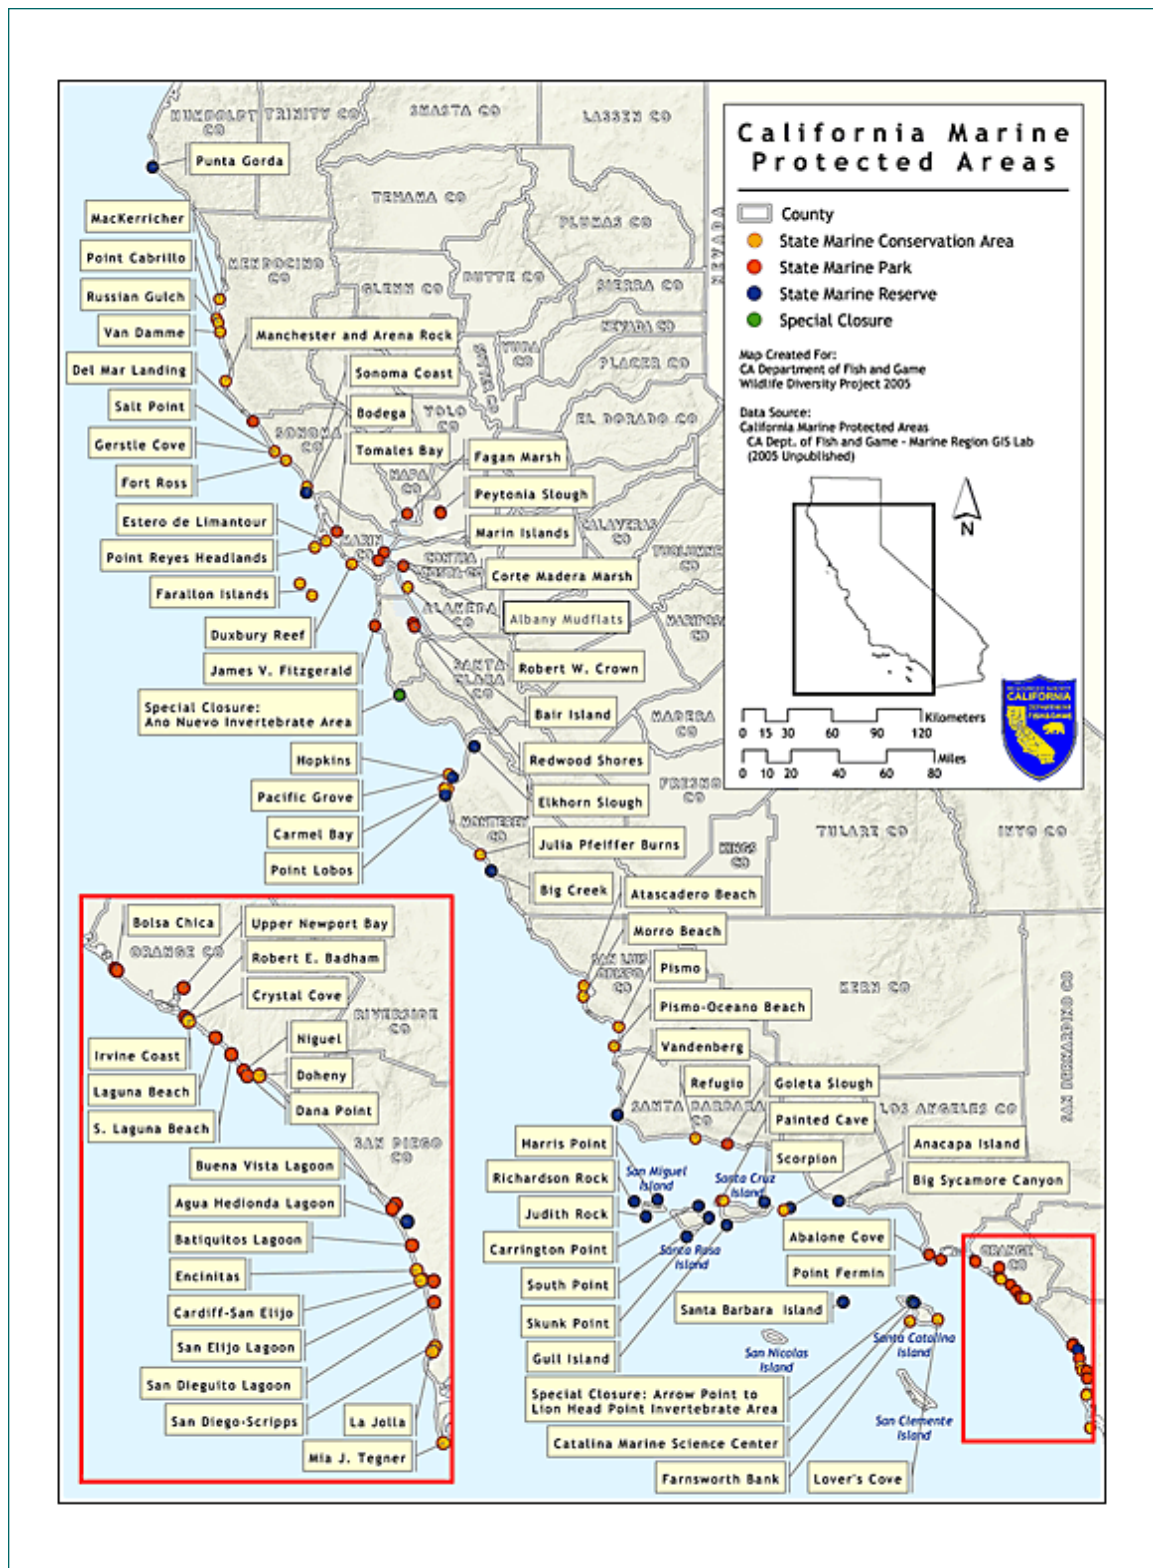 HUMBOLDT CO
TRINITY CO
SHASTA CO
LASSEN CO
California Marine
Protected Areas
County
State Marine Conservation Area
State Marine Park
State Marine Reserve
Special Closure
Map Created For:
CA Department of Fish and Game
Wildlife Diversity Project 2005
Data Source:
California Marine Protected Areas
CA Dept. of Fish and Game - Marine Region GIS Lab
(2005 Unpublished)
N
Kilometers
0 15 30 60 90 120
Miles
0 10 20 40 60 80
CALIFORNIA
FISH & GAME
Punta Gorda
TEHAMA CO
PLUMAS CO
NEVADA
MacKerricher
Point Cabrillo
MENDOCINO CO
GLENN CO
BUTTE CO
SIERRA CO
Russian Gulch
Van Damme
Manchester and Arena Rock
NEVADA CO
YUBA CO
SUTTER CO
PLACER CO
Del Mar Landing
Sonoma Coast
Salt Point
Bodega
YOLO CO
EL DORADO CO
Gerstle Cove
SONOMA CO
Tomales Bay
Fagan Marsh
NAPA CO
Fort Ross
Peytonia Slough
Estero de Limantour
Marin Islands
CALAVERAS CO
Point Reyes Headlands
MARIN CO
CONTRA COSTA CO
TUOLUMNE CO
Corte Madera Marsh
Farallon Islands
ALAMEDA CO
Albany Mudflats
MARIPOSA CO
Duxbury Reef
James V. Fitzgerald
SANTA CLARA CO
Robert W. Crown
Special Closure:
Ano Nuevo Invertebrate Area
Bair Island
MADERA CO
Hopkins
Redwood Shores
Pacific Grove
Elkhorn Slough
FRESNO CO
Carmel Bay
MONTEREY CO
Julia Pfeiffer Burns
KINGS CO
TULARE CO
INYO CO
Point Lobos
Big Creek
Atascadero Beach
Morro Beach
SAN LUIS OBISPO CO
Pismo
KERN CO
Pismo-Oceano Beach
Vandenberg
SAN BERNARDINO CO
Refugio
Goleta Slough
SANTA BARBARA CO
LOS ANGELES CO
Painted Cave
Harris Point
Anacapa Island
Scorpion
Richardson Rock
San Miguel
Island
Santa Cruz
Island
Big Sycamore Canyon
Judith Rock
Carrington Point
Santa Rosa
Island
Abalone Cove
ORANGE CO
South Point
Point Fermin
Skunk Point
Santa Barbara Island
Gull Island
San Nicolas
Island
Santa Catalina
Island
Special Closure: Arrow Point to
Lion Head Point Invertebrate Area
San Clemente
Island
Catalina Marine Science Center
Farnsworth Bank
Lover's Cove
Bolsa Chica
Upper Newport Bay
ORANGE CO
Robert E. Badham
Crystal Cove
RIVERSIDE CO
Irvine Coast
Niguel
Laguna Beach
Doheny
S. Laguna Beach
Dana Point
SAN DIEGO CO
Buena Vista Lagoon
Agua Hedionda Lagoon
Batiquitos Lagoon
Encinitas
Cardiff-San Elijo
San Elijo Lagoon
San Dieguito Lagoon
San Diego-Scripps
La Jolla
Mia J. Tegner